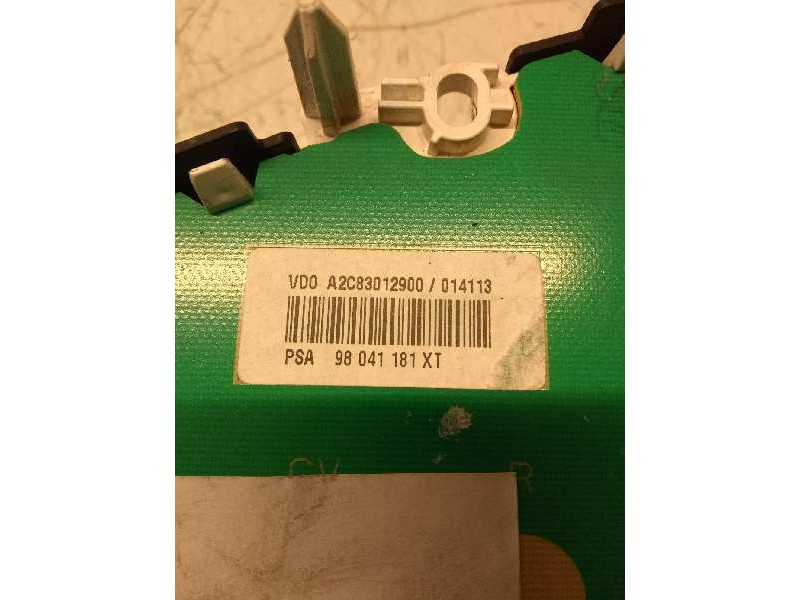 VDO A2C83012900 / 014113
PSA 98 041 181 XT
R